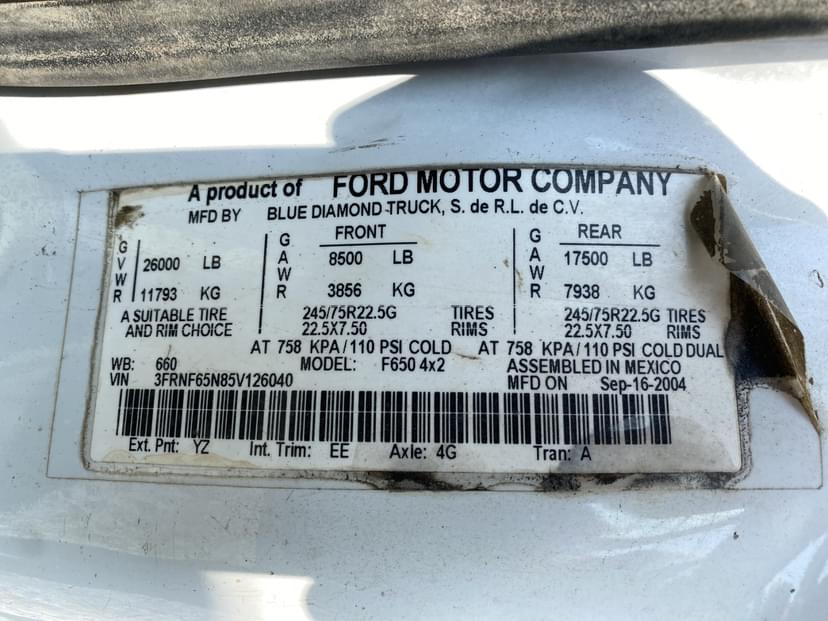 A product of FORD MOTOR COMPANY
MFD BY BLUE DIAMOND TRUCK, S. de R.L. de C.V.
GVWR 26000 LB
11793 KG
GAWR FRONT
8500 LB
3856 KG
GAWR REAR
17500 LB
7938 KG
A SUITABLE TIRE 245/75R22.5G TIRES 245/75R22.5G TIRES
AND RIM CHOICE 22.5X7.50 RIMS 22.5X7.50 RIMS
AT 758 KPA/110 PSI COLD AT 758 KPA/110 PSI COLD DUAL
WB: 660 MODEL: F650 4x2 ASSEMBLED IN MEXICO
VIN 3FRNF65N85V126040 MFD ON Sep-16-2004
Ext. Pnt: YZ Int. Trim: EE Axle: 4G Tran: A